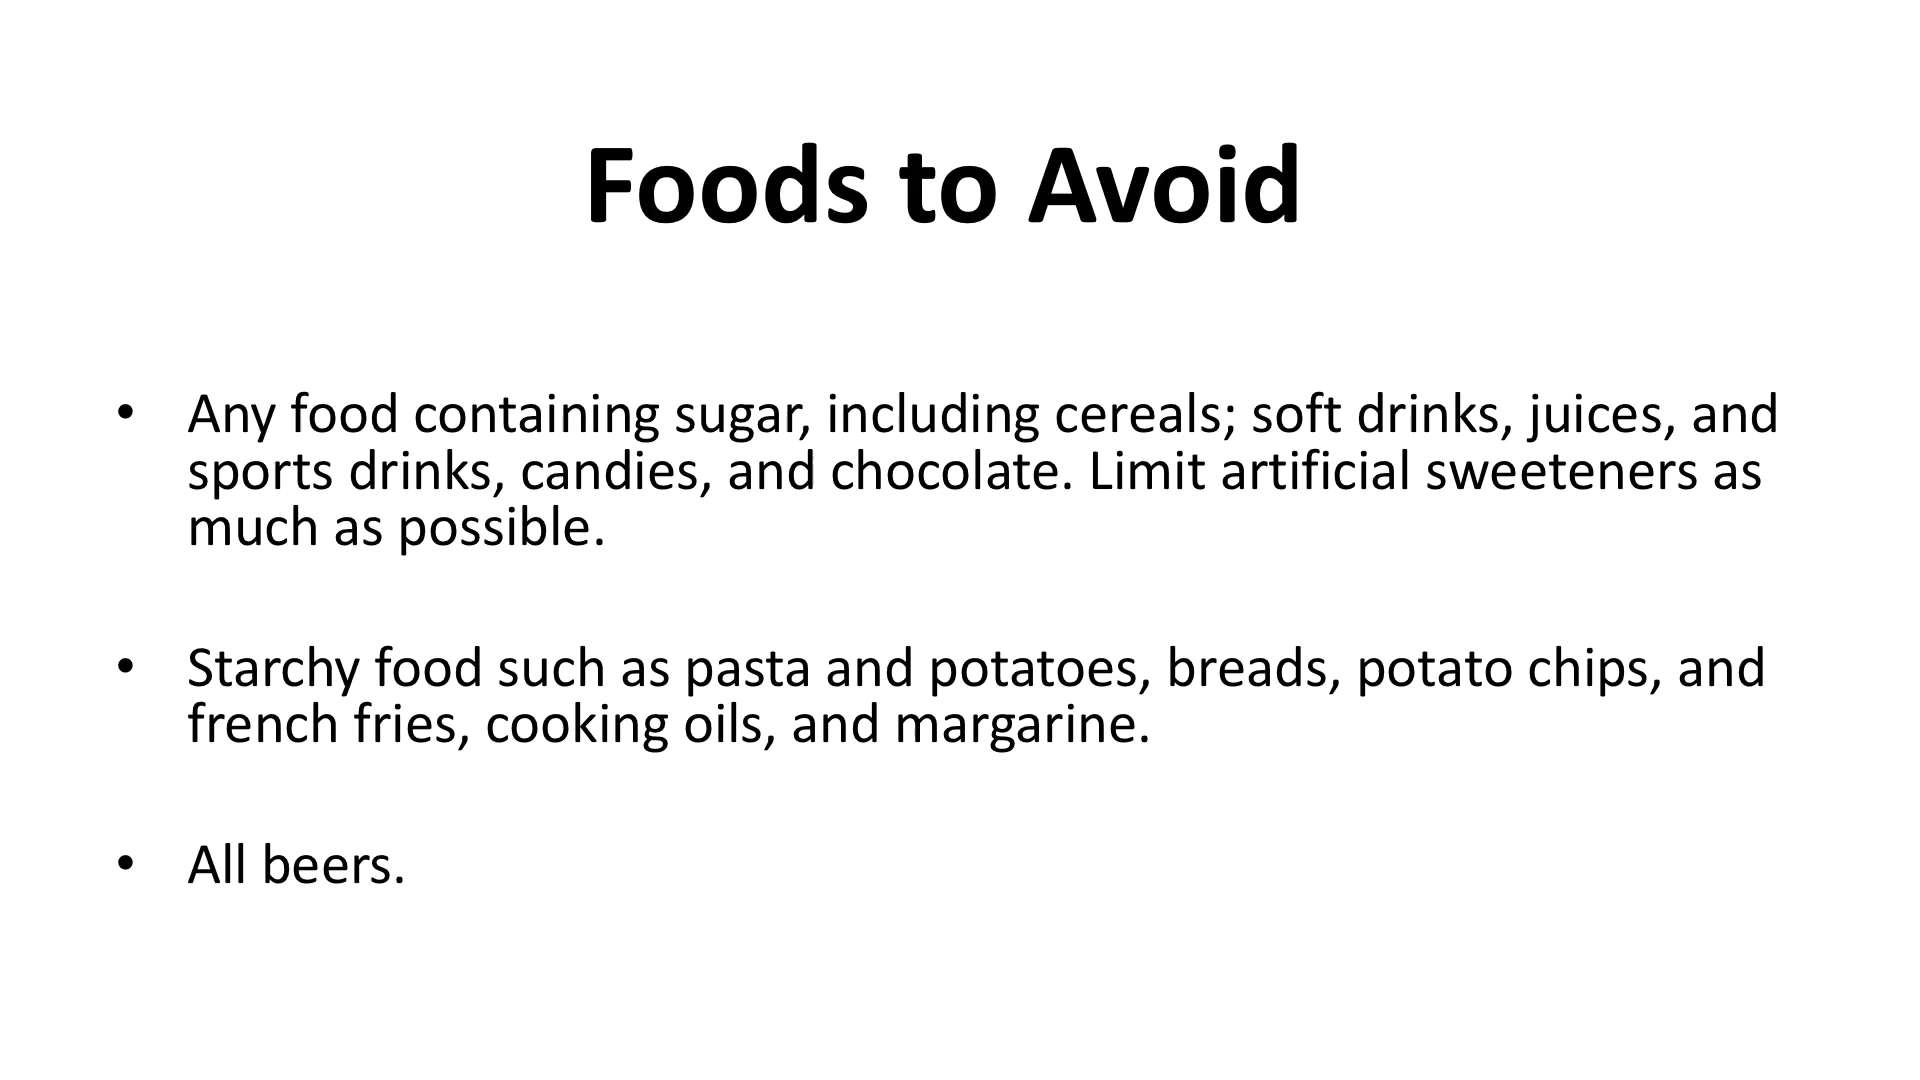 Foods to Avoid
• Any food containing sugar, including cereals; soft drinks, juices, and
sports drinks, candies, and chocolate. Limit artificial sweeteners as
much as possible.
• Starchy food such as pasta and potatoes, breads, potato chips, and
french fries, cooking oils, and margarine.
• All beers.